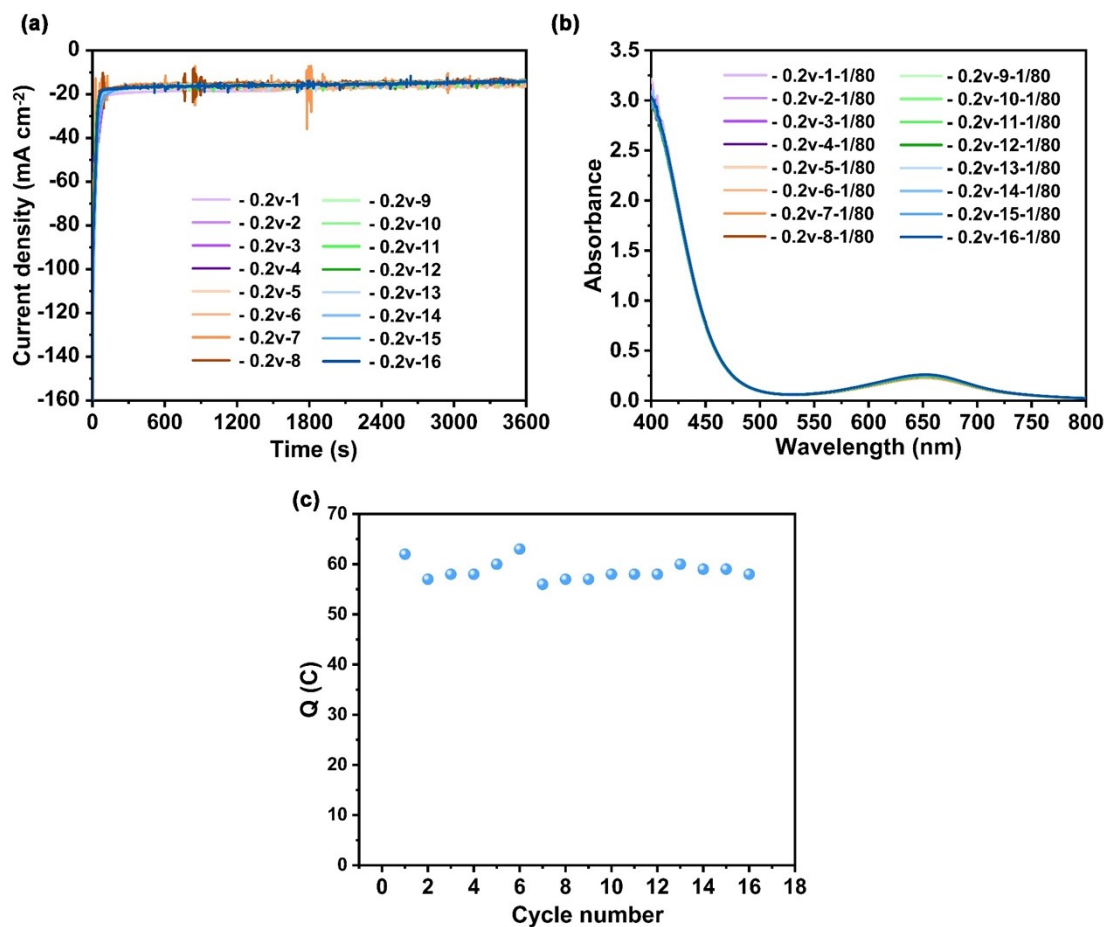 (a)
0
-20
-40
-60
-80
-100
-120
-140
-160
Current density (mA cm⁻²)
- 0.2v-1
- 0.2v-2
- 0.2v-3
- 0.2v-4
- 0.2v-5
- 0.2v-6
- 0.2v-7
- 0.2v-8
- 0.2v-9
- 0.2v-10
- 0.2v-11
- 0.2v-12
- 0.2v-13
- 0.2v-14
- 0.2v-15
- 0.2v-16
0 600 1200 1800 2400 3000 3600
Time (s)
(b)
3.5
3.0
2.5
2.0
1.5
1.0
0.5
0.0
Absorbance
- 0.2v-1-1/80
- 0.2v-2-1/80
- 0.2v-3-1/80
- 0.2v-4-1/80
- 0.2v-5-1/80
- 0.2v-6-1/80
- 0.2v-7-1/80
- 0.2v-8-1/80
- 0.2v-9-1/80
- 0.2v-10-1/80
- 0.2v-11-1/80
- 0.2v-12-1/80
- 0.2v-13-1/80
- 0.2v-14-1/80
- 0.2v-15-1/80
- 0.2v-16-1/80
400 450 500 550 600 650 700 750 800
Wavelength (nm)
(c)
70
60
50
40
30
20
10
0
Q (C)
0 2 4 6 8 10 12 14 16 18
Cycle number